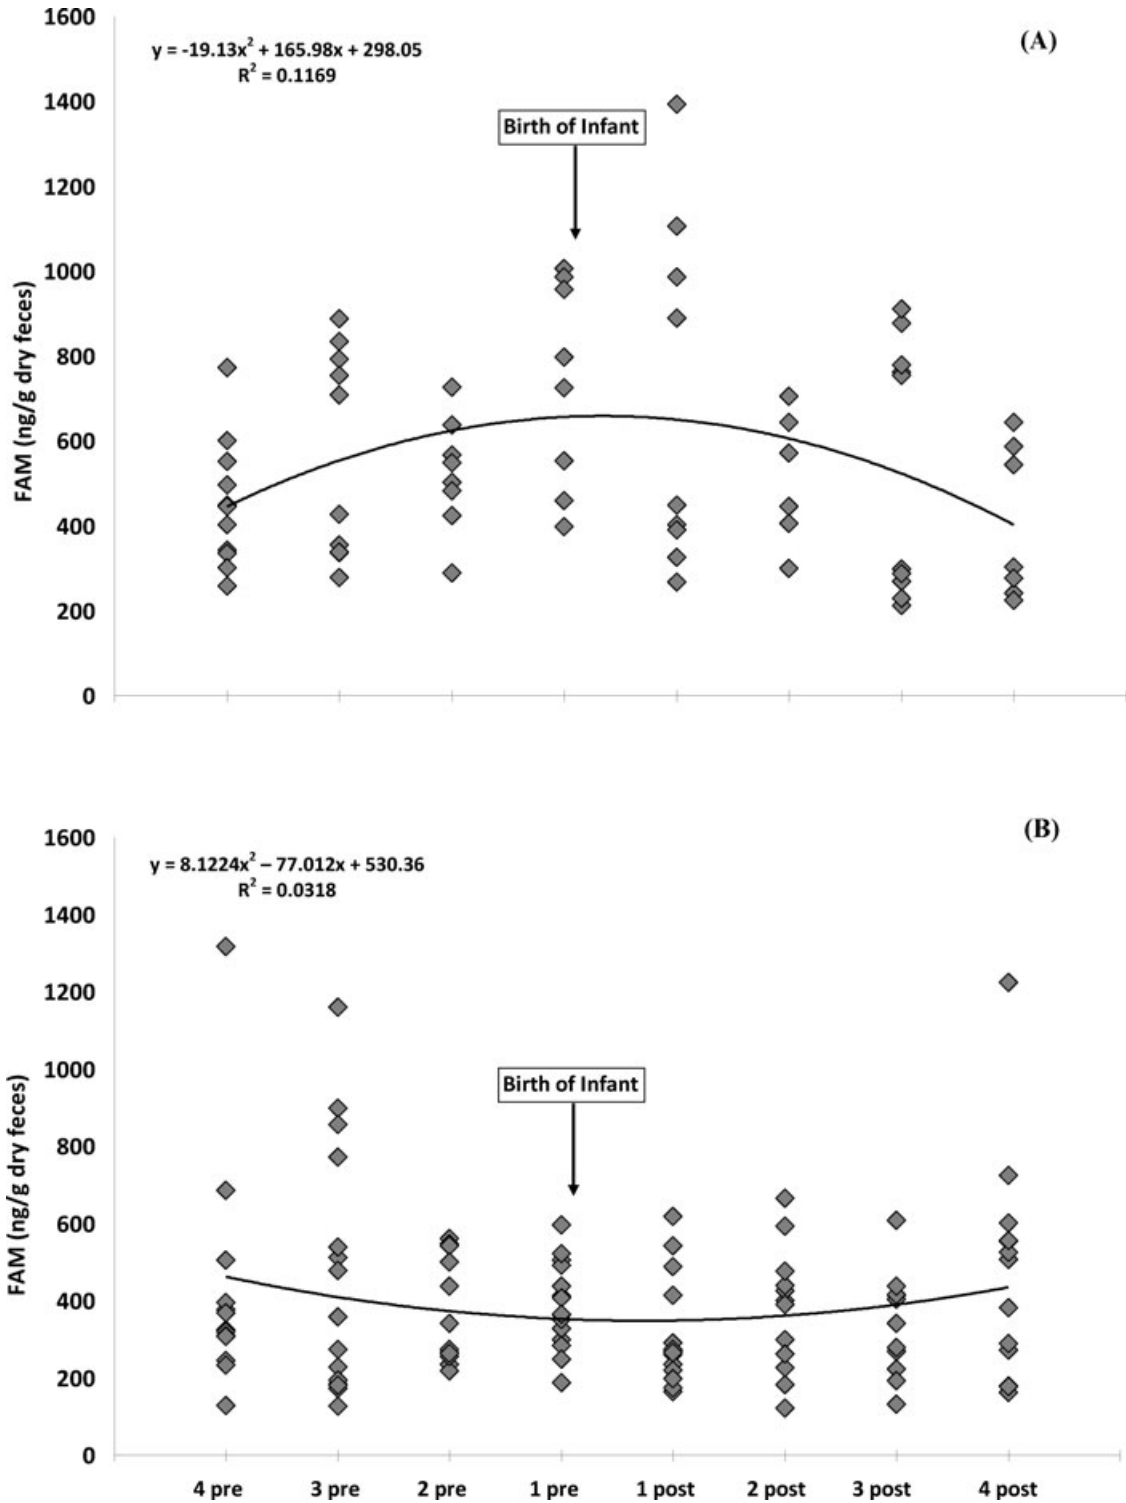 (A)
y = -19.13x² + 165.98x + 298.05
R² = 0.1169
Birth of Infant
FAM (ng/g dry feces)
1600
1400
1200
1000
800
600
400
200
0
(B)
y = 8.1224x² – 77.012x + 530.36
R² = 0.0318
Birth of Infant
FAM (ng/g dry feces)
1600
1400
1200
1000
800
600
400
200
0
4 pre 3 pre 2 pre 1 pre 1 post 2 post 3 post 4 post